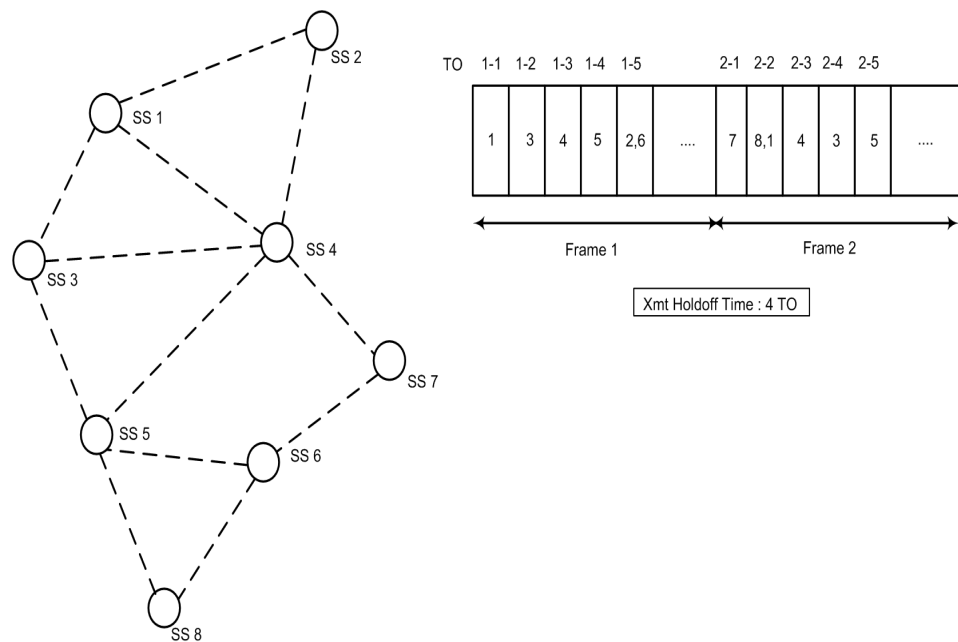 SS 2
SS 1
SS 4
SS 3
SS 7
SS 5
SS 6
SS 8
TO 1-1 1-2 1-3 1-4 1-5 2-1 2-2 2-3 2-4 2-5
1 3 4 5 2,6 .... 7 8,1 4 3 5 ....
Frame 1 Frame 2
Xmt Holdoff Time : 4 TO